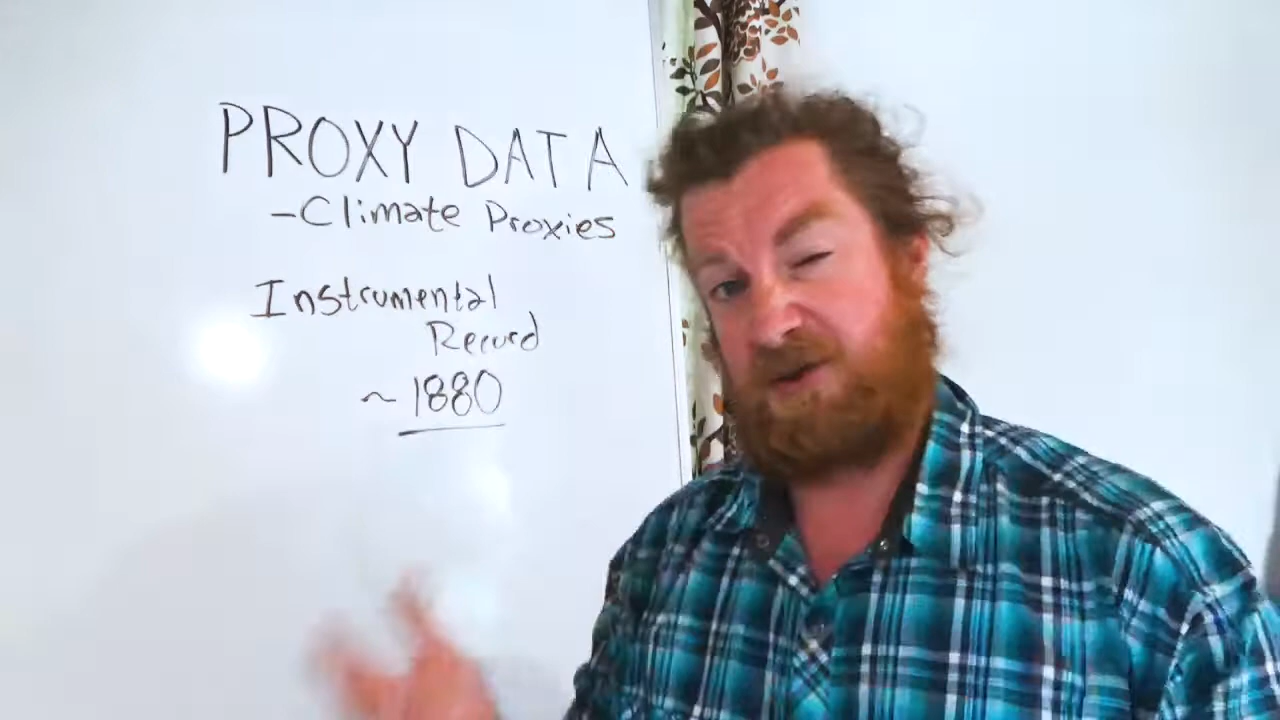 PROXY DATA
-Climate Proxies
Instrumental
Record
~1880